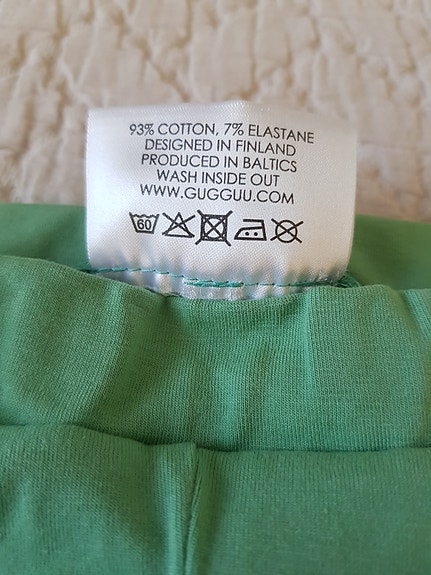 93% COTTON, 7% ELASTANE
DESIGNED IN FINLAND
PRODUCED IN BALTICS
WASH INSIDE OUT
WWW.GUGGUU.COM
60